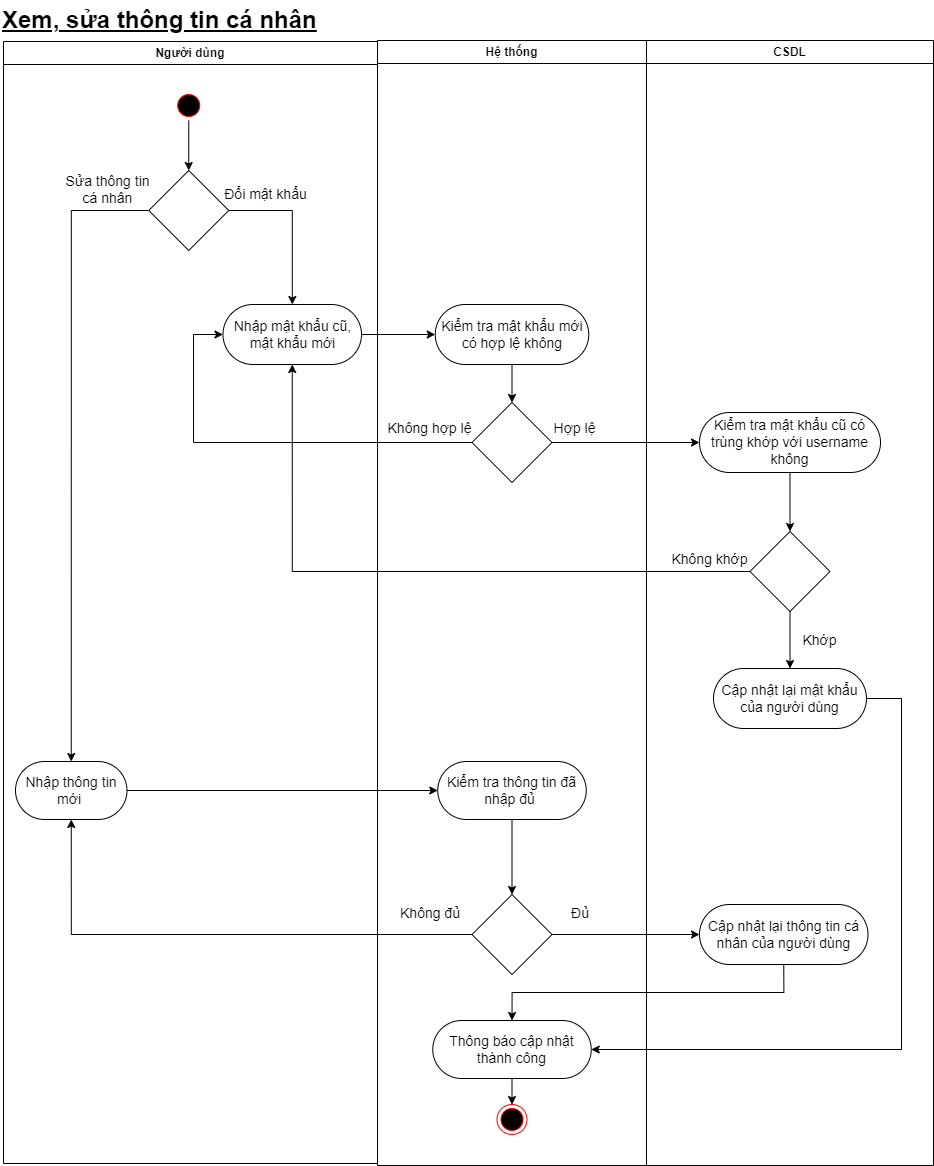 Xem, sửa thông tin cá nhân
Người dùng
Hệ thống
CSDL
Sửa thông tin
cá nhân
Đổi mật khẩu
Nhập mật khẩu cũ,
mật khẩu mới
Kiểm tra mật khẩu mới
có hợp lệ không
Không hợp lệ
Hợp lệ
Kiểm tra mật khẩu cũ có
trùng khớp với username
không
Không khớp
Khớp
Cập nhật lại mật khẩu
của người dùng
Nhập thông tin
mới
Kiểm tra thông tin đã
nhập đủ
Không đủ
Đủ
Cập nhật lại thông tin cá
nhân của người dùng
Thông báo cập nhật
thành công